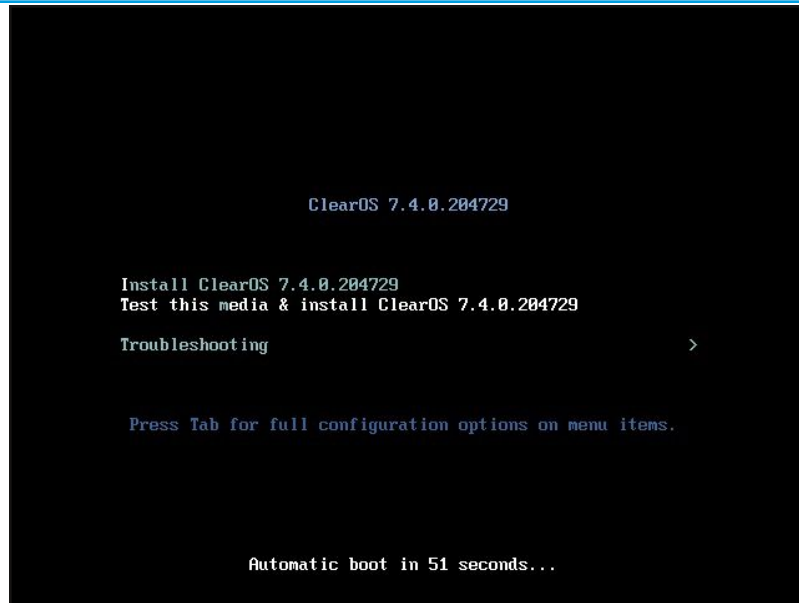 ClearOS 7.4.0.204729
Install ClearOS 7.4.0.204729
Test this media & install ClearOS 7.4.0.204729
Troubleshooting >
Press Tab for full configuration options on menu items.
Automatic boot in 51 seconds...